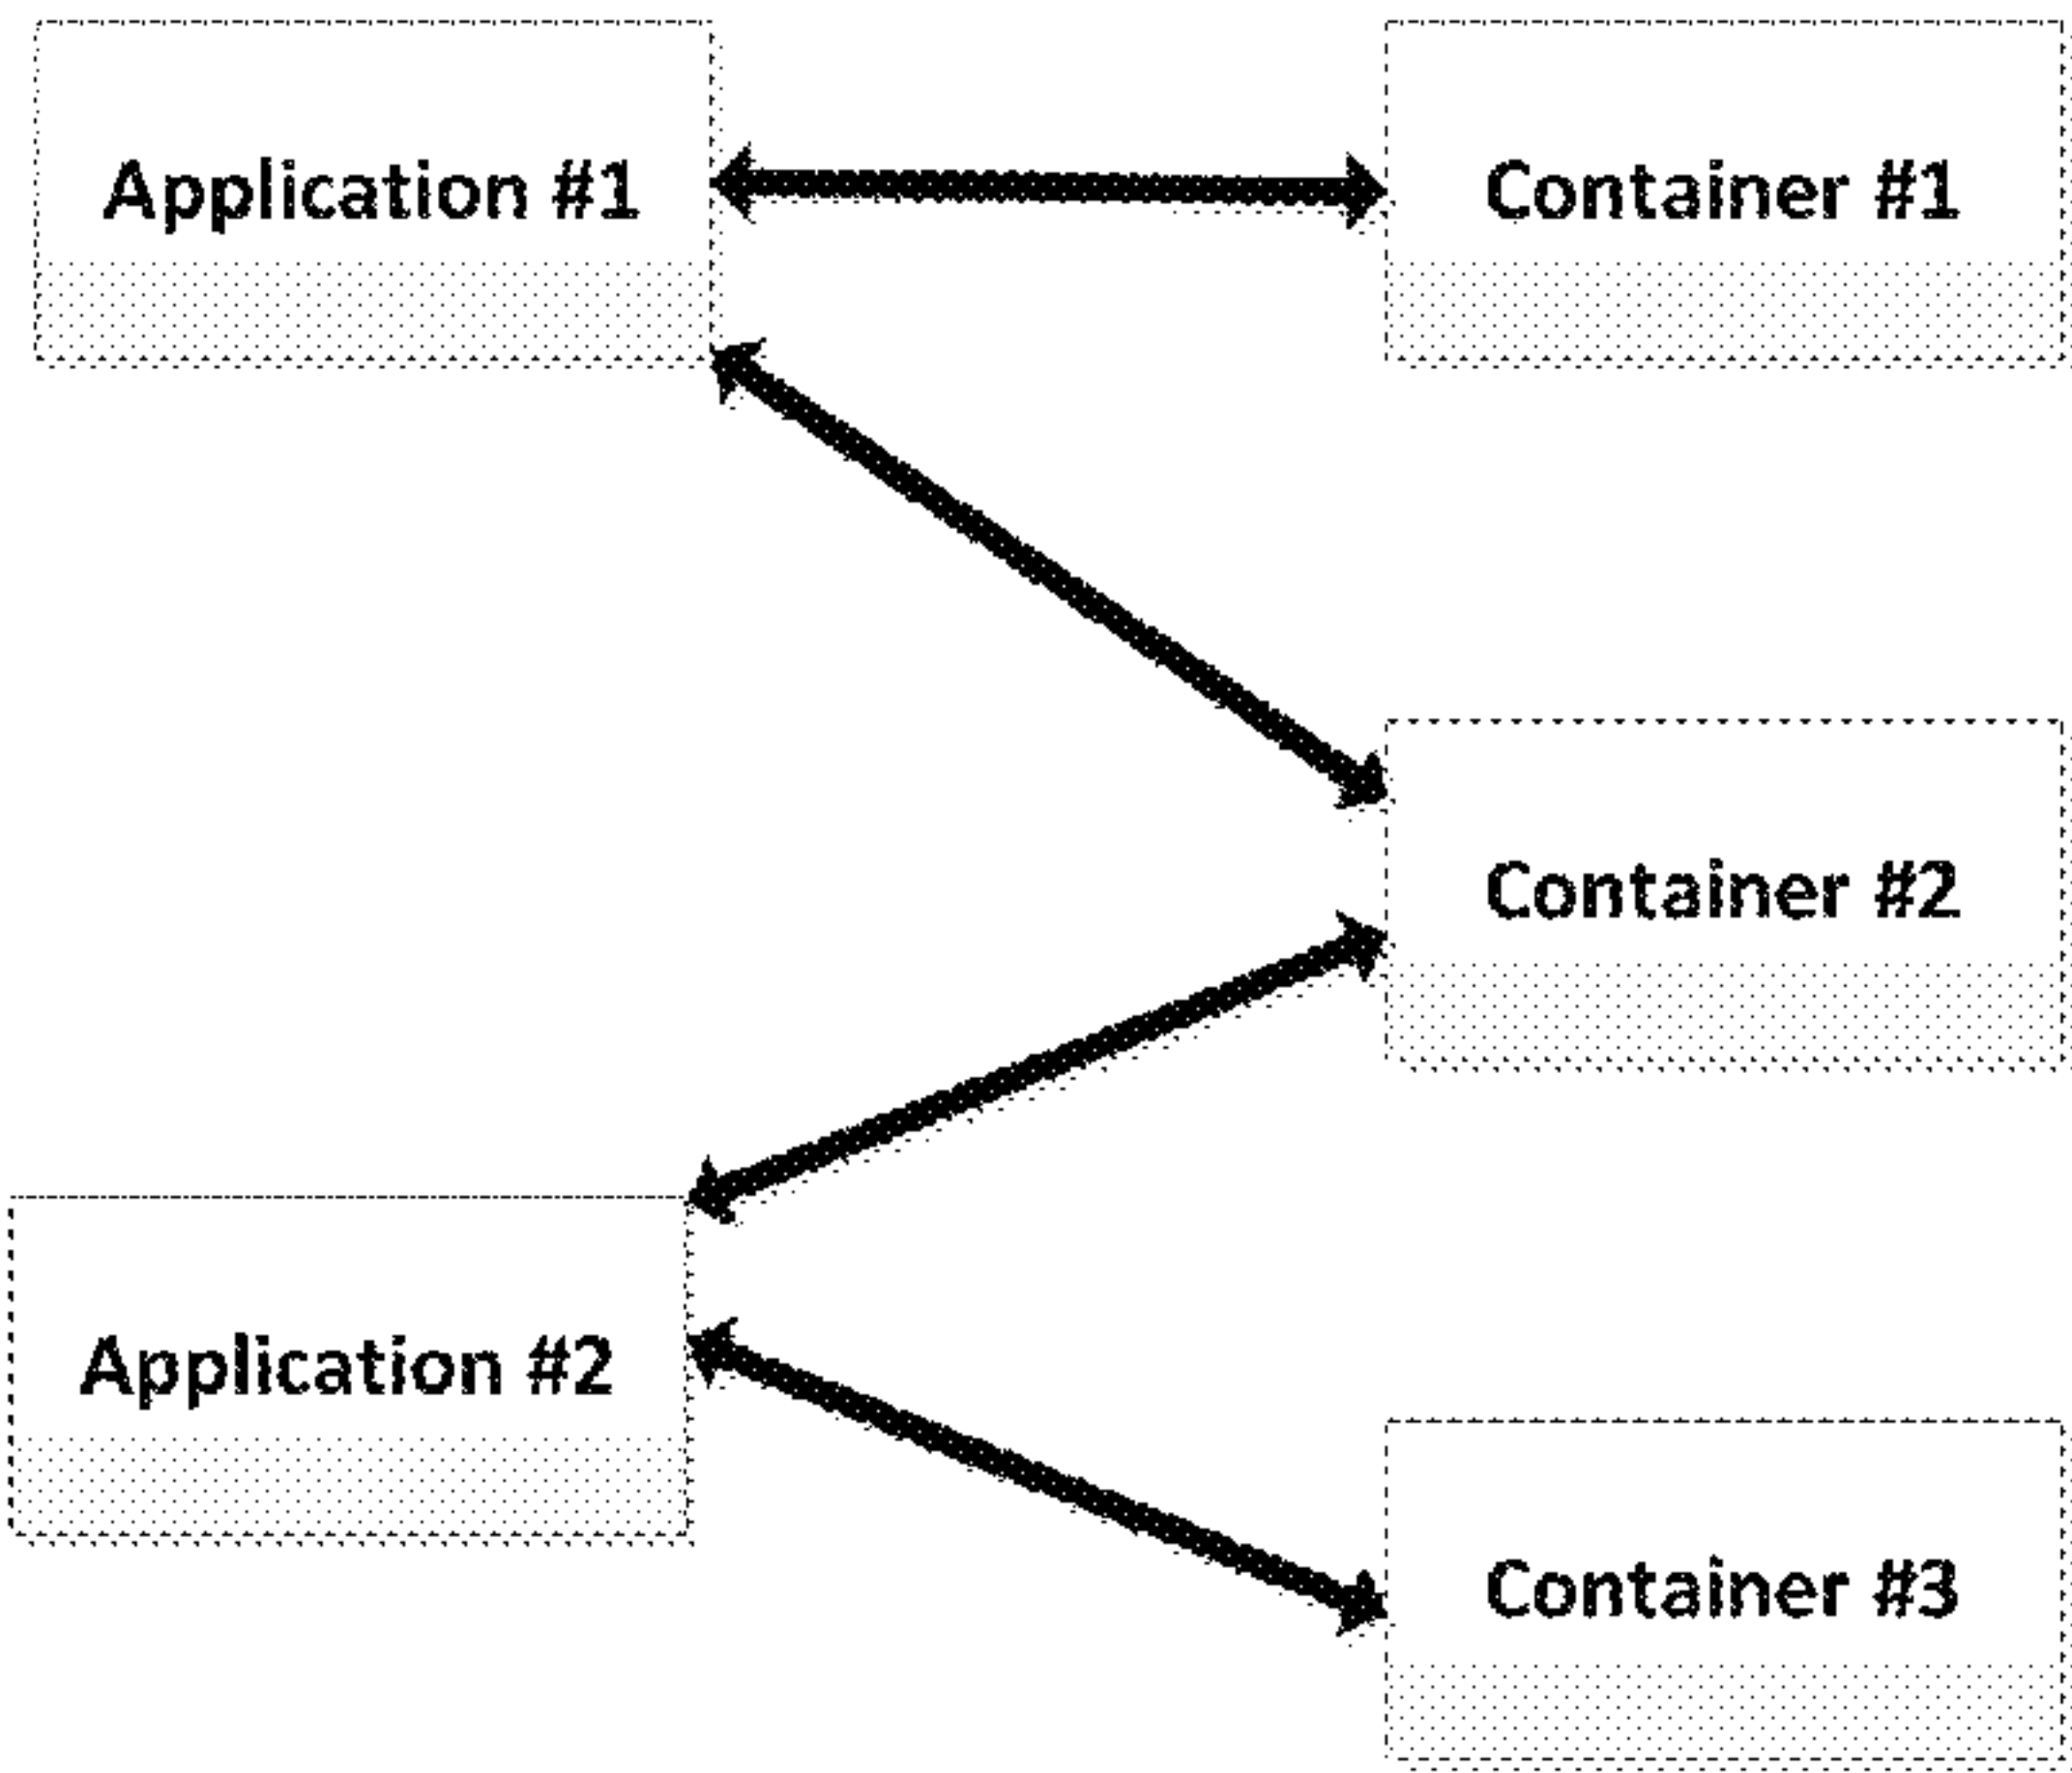 Application #1
Container #1
Container #2
Application #2
Container #3